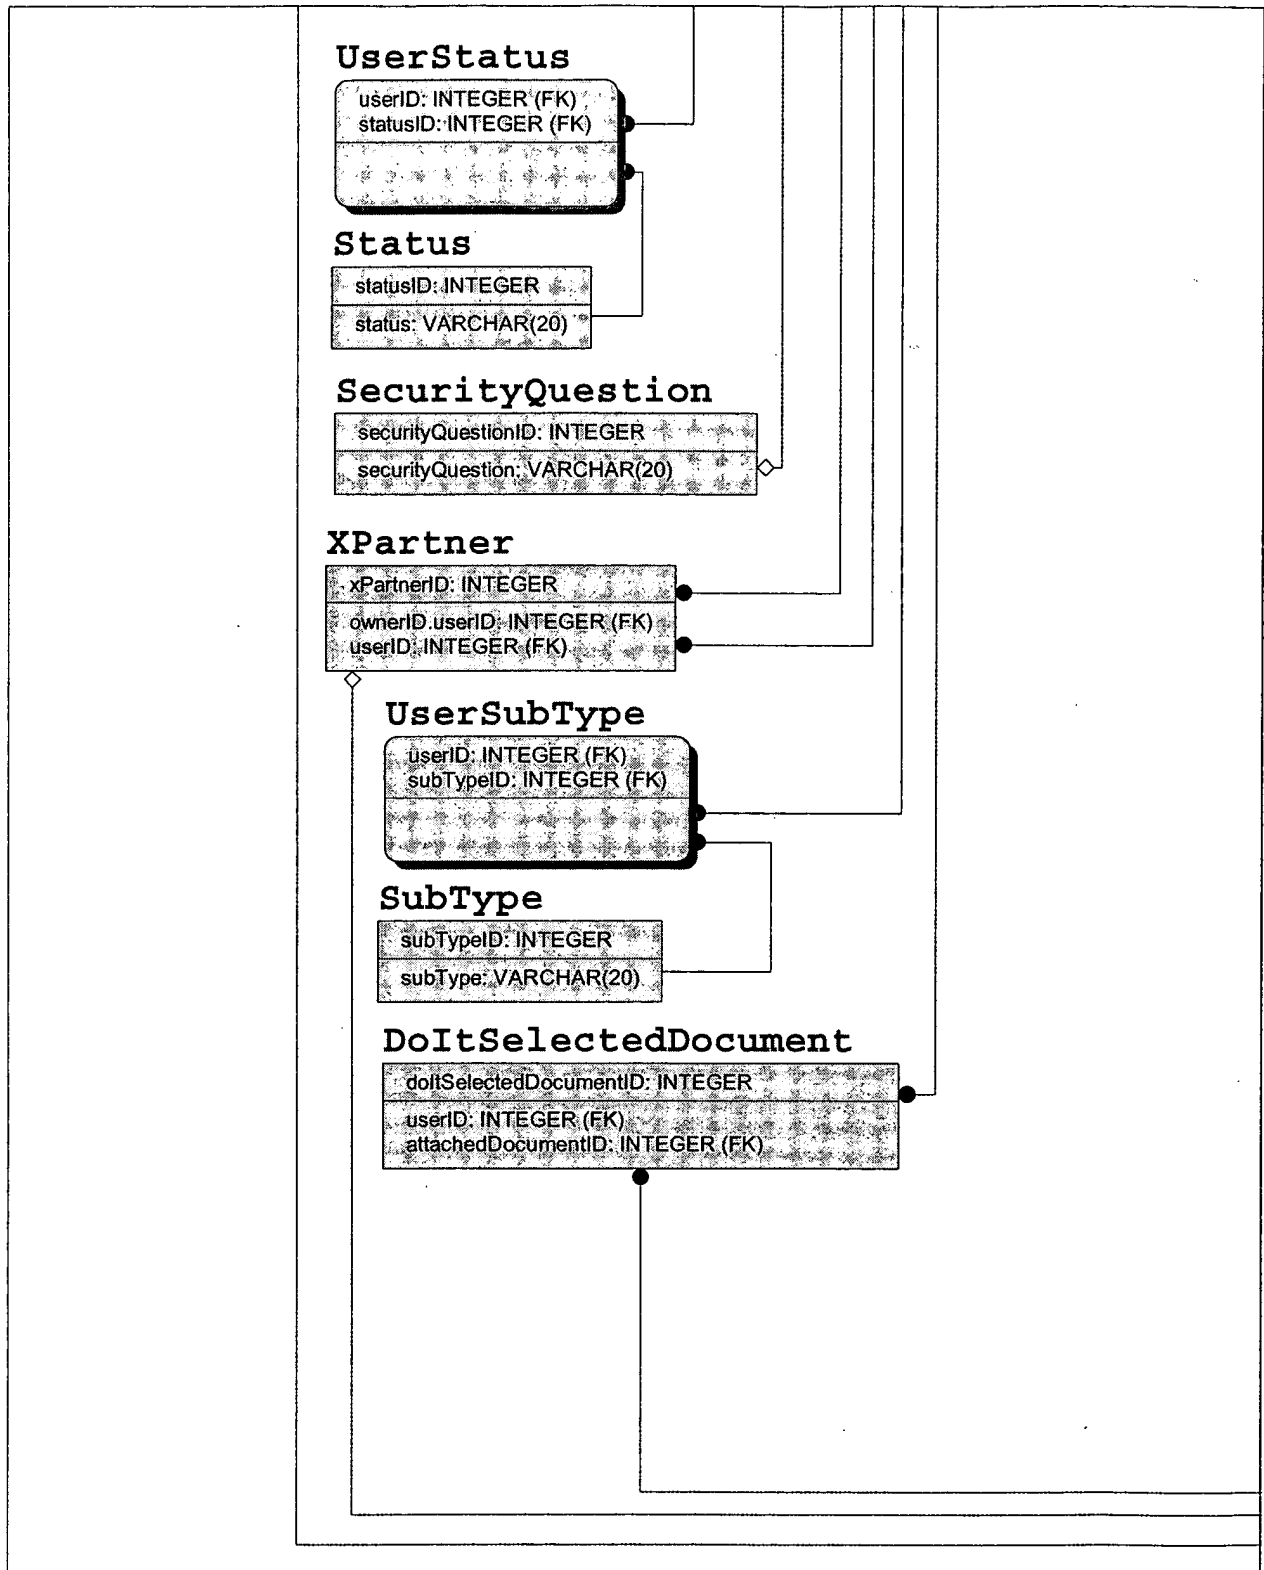 UserStatus
userID: INTEGER (FK)
statusID: INTEGER (FK)
Status
statusID: INTEGER
status: VARCHAR(20)
SecurityQuestion
securityQuestionID: INTEGER
securityQuestion: VARCHAR(20)
XPartner
xPartnerID: INTEGER
ownerID.userID: INTEGER (FK)
userID: INTEGER (FK)
UserSubType
userID: INTEGER (FK)
subTypeID: INTEGER (FK)
SubType
subTypeID: INTEGER
subType: VARCHAR(20)
DoItSelectedDocument
doItSelectedDocumentID: INTEGER
userID: INTEGER (FK)
attachedDocumentID: INTEGER (FK)